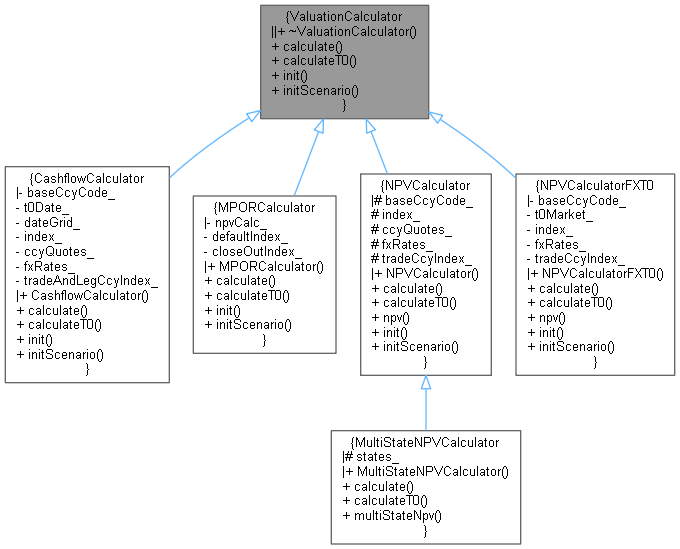 {ValuationCalculator
||+ ~ValuationCalculator()
+ calculate()
+ calculateT0()
+ init()
+ initScenario()
}
{CashflowCalculator
|- baseCcyCode_
- t0Date_
- dateGrid_
- index_
- ccyQuotes_
- fxRates_
- tradeAndLegCcyIndex_
|+ CashflowCalculator()
+ calculate()
+ calculateT0()
+ init()
+ initScenario()
}
{MPORCalculator
|- npvCalc_
- defaultIndex_
- closeOutIndex_
|+ MPORCalculator()
+ calculate()
+ calculateT0()
+ init()
+ initScenario()
}
{NPVCalculator
|# baseCcyCode_
# index_
# ccyQuotes_
# fxRates_
# tradeCcyIndex_
|+ NPVCalculator()
+ calculate()
+ calculateT0()
+ npv()
+ init()
+ initScenario()
}
{NPVCalculatorFXT0
|- baseCcyCode_
- t0Market_
- index_
- fxRates_
- tradeCcyIndex_
|+ NPVCalculatorFXT0()
+ calculate()
+ calculateT0()
+ npv()
+ init()
+ initScenario()
}
{MultiStateNPVCalculator
|# states_
|+ MultiStateNPVCalculator()
+ calculate()
+ calculateT0()
+ multiStateNpv()
}